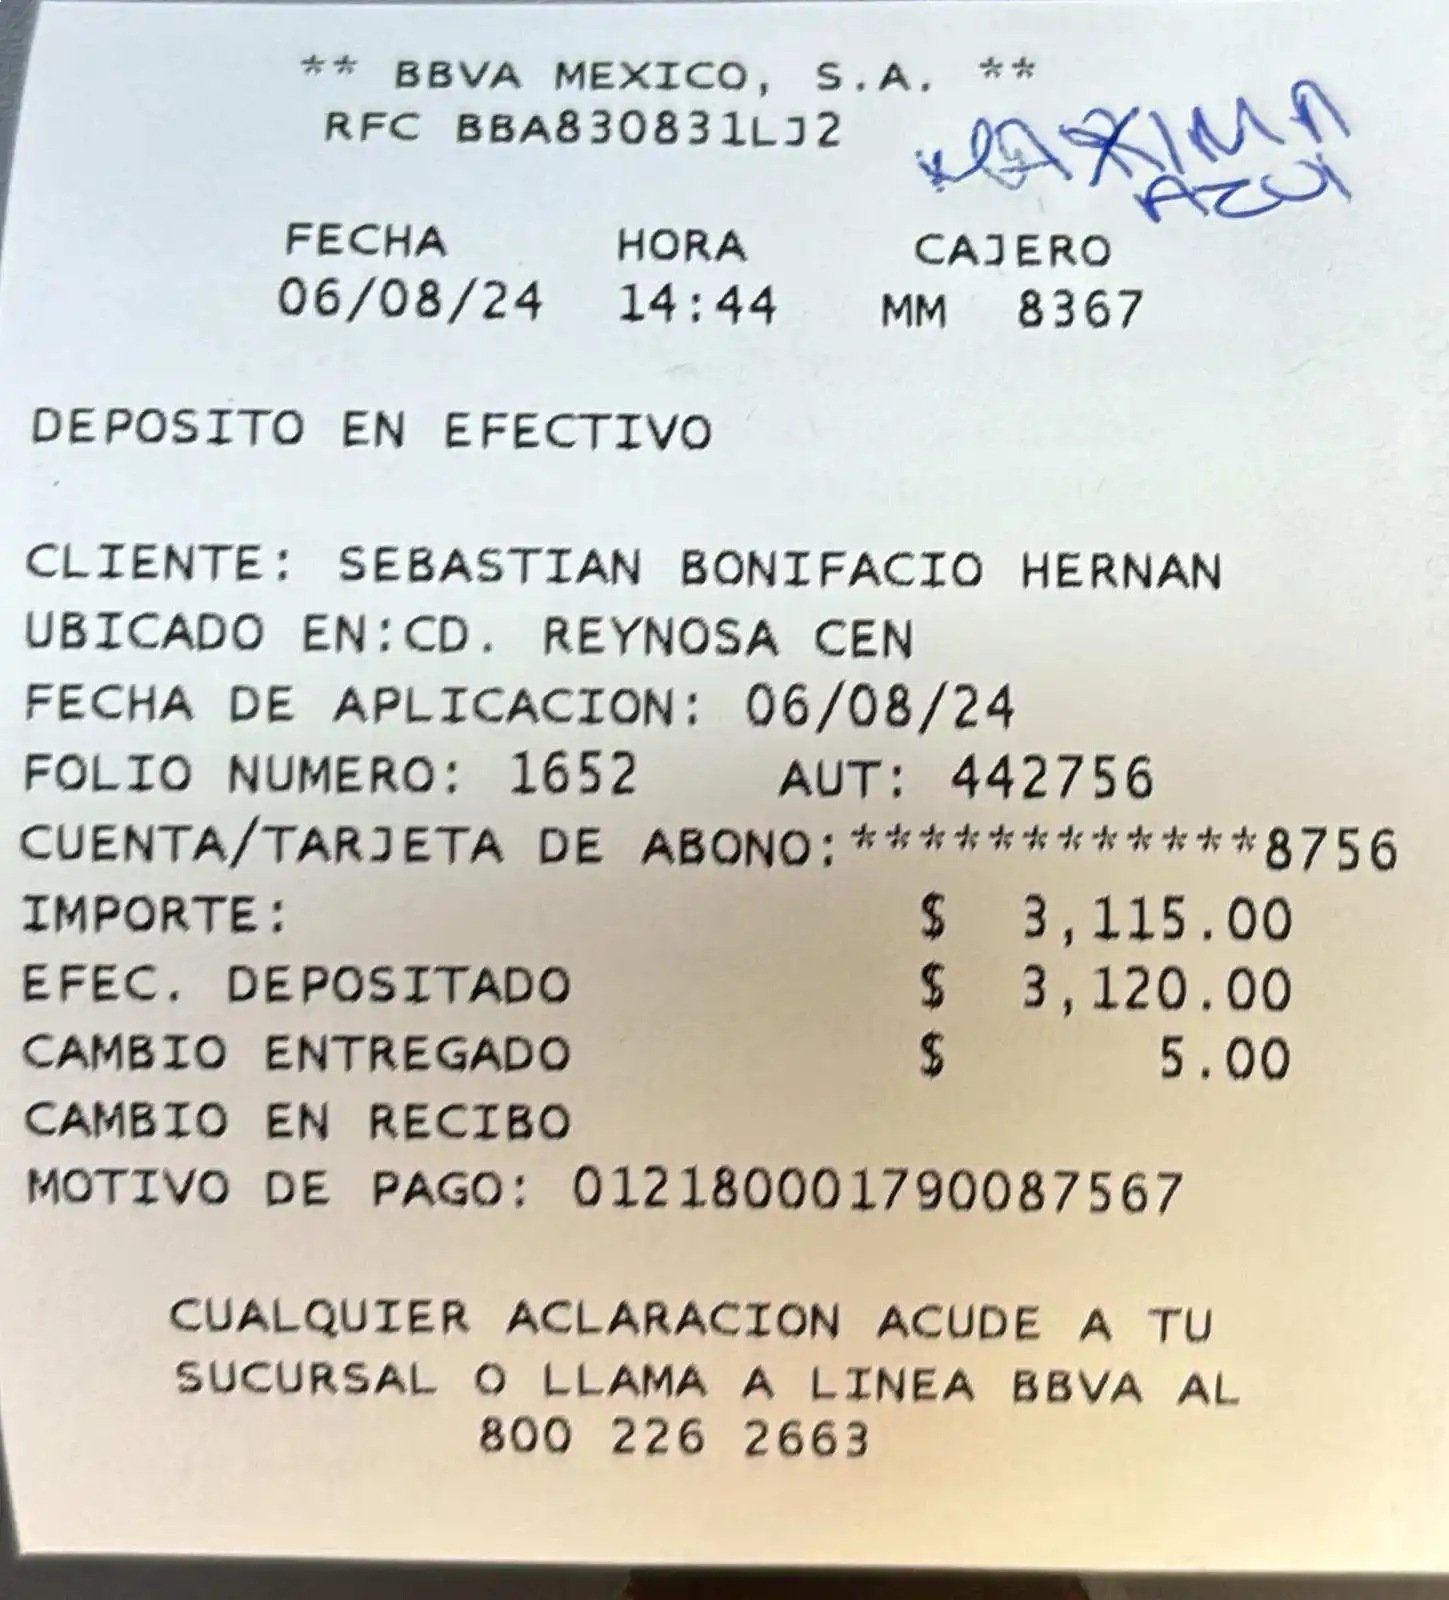 ** BBVA MEXICO, S.A. **
RFC BBA830831LJ2
MAXIMA
AZUL
FECHA HORA CAJERO
06/08/24 14:44 MM 8367
DEPOSITO EN EFECTIVO
CLIENTE: SEBASTIAN BONIFACIO HERNAN
UBICADO EN:CD. REYNOSA CEN
FECHA DE APLICACION: 06/08/24
FOLIO NUMERO: 1652 AUT: 442756
CUENTA/TARJETA DE ABONO:************8756
IMPORTE: $ 3,115.00
EFEC. DEPOSITADO $ 3,120.00
CAMBIO ENTREGADO $ 5.00
CAMBIO EN RECIBO
MOTIVO DE PAGO: 012180001790087567
CUALQUIER ACLARACION ACUDE A TU
SUCURSAL O LLAMA A LINEA BBVA AL
800 226 2663